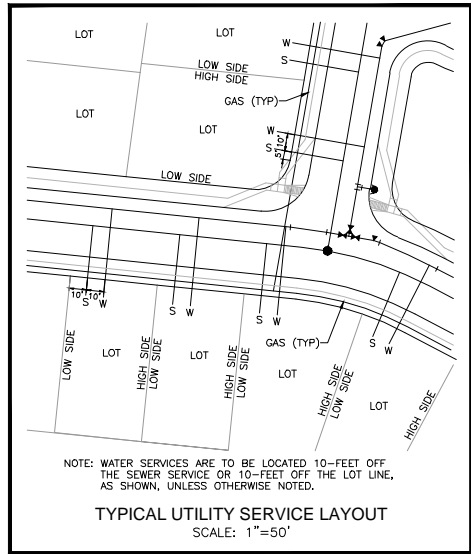 LOT
LOT
W
S
LOW SIDE
HIGH SIDE
GAS (TYP)
LOT
LOT
W
S
5'
10'
LOW SIDE
10'
10'
S
W
S
W
S
W
GAS (TYP)
S
W
LOW SIDE
LOT
HIGH SIDE
LOW SIDE
LOT
HIGH SIDE
LOW SIDE
LOT
HIGH SIDE
LOW SIDE
LOT
HIGH SIDE
NOTE: WATER SERVICES ARE TO BE LOCATED 10-FEET OFF
THE SEWER SERVICE OR 10-FEET OFF THE LOT LINE,
AS SHOWN, UNLESS OTHERWISE NOTED.
TYPICAL UTILITY SERVICE LAYOUT
SCALE: 1"=50'